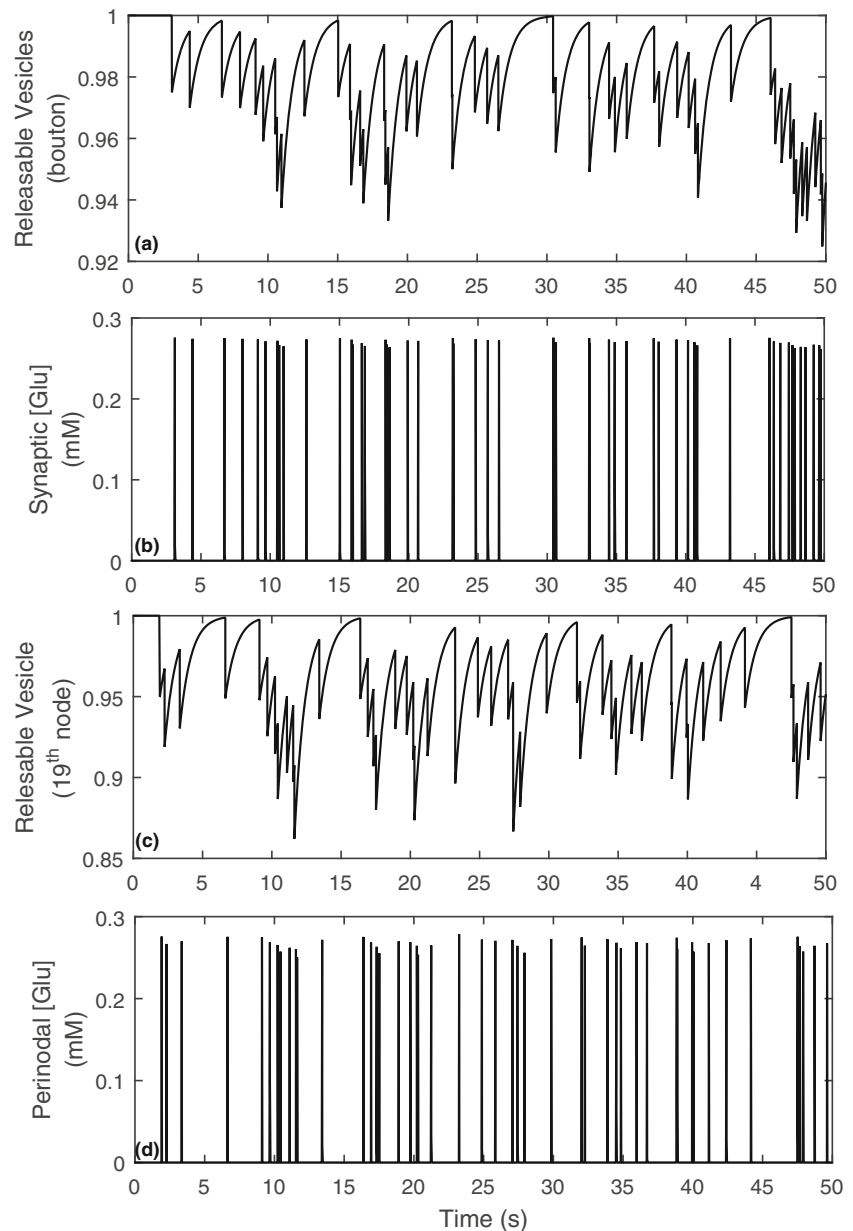 Releasable Vesicles
(bouton)
1
0.98
0.96
0.94
0.92
(a)
0 5 10 15 20 25 30 35 40 45 50
Synaptic [Glu]
(mM)
0.3
0.2
0.1
0
(b)
0 5 10 15 20 25 30 35 40 45 50
Relesable Vesicle
(19th node)
1
0.95
0.9
0.85
(c)
0 5 10 15 20 25 30 35 40 4 50
Perinodal [Glu]
(mM)
0.3
0.2
0.1
0
(d)
0 5 10 15 20 25 30 35 40 45 50
Time (s)